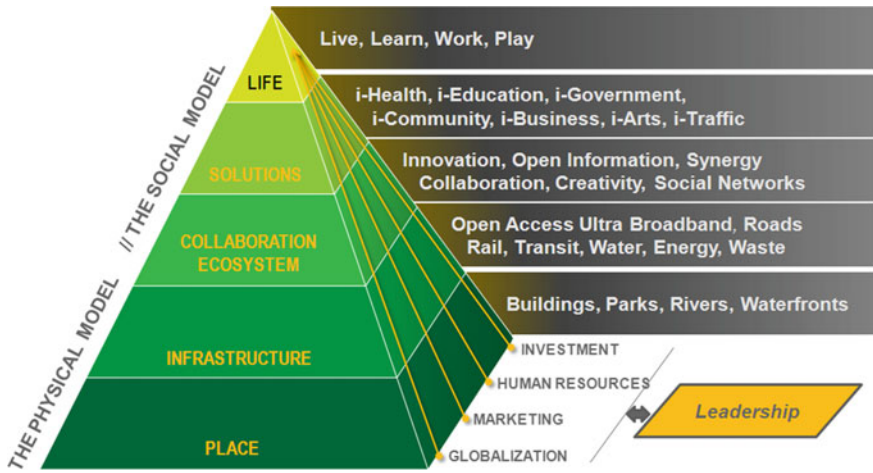 Live, Learn, Work, Play
LIFE
i-Health, i-Education, i-Government,
i-Community, i-Business, i-Arts, i-Traffic
SOLUTIONS
Innovation, Open Information, Synergy
Collaboration, Creativity, Social Networks
COLLABORATION
ECOSYSTEM
Open Access Ultra Broadband, Roads
Rail, Transit, Water, Energy, Waste
INFRASTRUCTURE
Buildings, Parks, Rivers, Waterfronts
PLACE
THE PHYSICAL MODEL // THE SOCIAL MODEL
INVESTMENT
HUMAN RESOURCES
MARKETING
GLOBALIZATION
Leadership